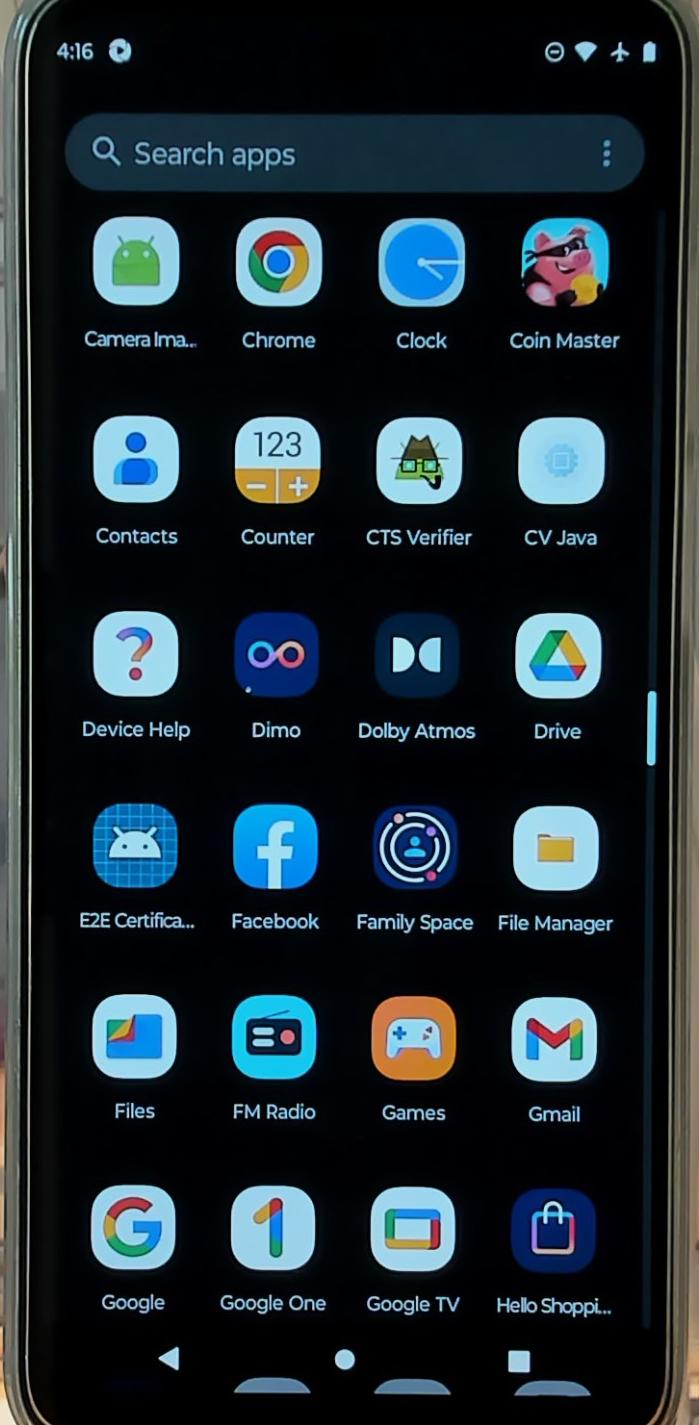 4:16
Search apps
Camera Ima...
Chrome
Clock
Coin Master
123
Contacts
Counter
CTS Verifier
CV Java
Device Help
Dimo
Dolby Atmos
Drive
E2E Certifica...
Facebook
Family Space
File Manager
Files
FM Radio
Games
Gmail
Google
Google One
Google TV
Hello Shoppi...